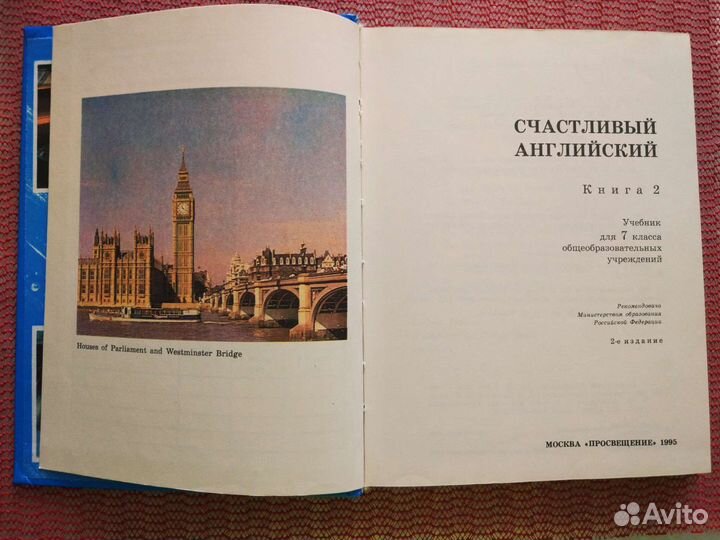 Houses of Parliament and Westminster Bridge
СЧАСТЛИВЫЙ
АНГЛИЙСКИЙ
Книга 2
Учебник
для 7 класса
общеобразовательных
учреждений
Рекомендовано
Министерством образования
Российской Федерации
2-е издание
МОСКВА «ПРОСВЕЩЕНИЕ» 1995
Avito